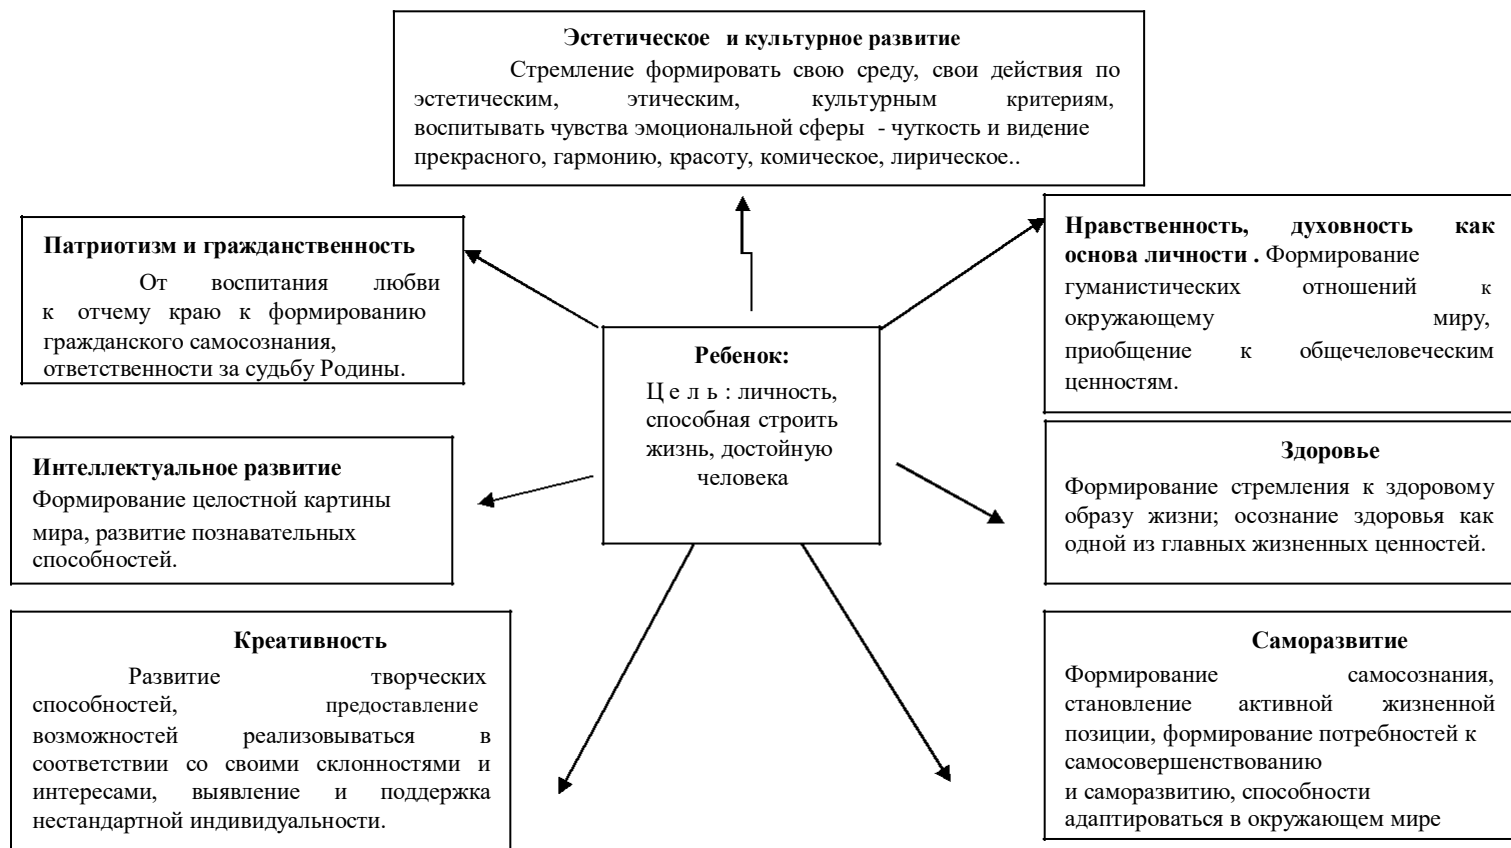 Эстетическое и культурное развитие
Стремление формировать свою среду, свои действия по
эстетическим, этическим, культурным критериям,
воспитывать чувства эмоциональной сферы - чуткость и видение
прекрасного, гармонию, красоту, комическое, лирическое..
Патриотизм и гражданственность
От воспитания любви
к отчему краю к формированию
гражданского самосознания,
ответственности за судьбу Родины.
Нравственность, духовность как
основа личности . Формирование
гуманистических отношений к
окружающему миру,
приобщение к общечеловеческим
ценностям.
Ребенок:
Ц е л ь : личность,
способная строить
жизнь, достойную
человека
Интеллектуальное развитие
Формирование целостной картины
мира, развитие познавательных
способностей.
Здоровье
Формирование стремления к здоровому
образу жизни; осознание здоровья как
одной из главных жизненных ценностей.
Креативность
Развитие творческих
способностей, предоставление
возможностей реализовываться в
соответствии со своими склонностями и
интересами, выявление и поддержка
нестандартной индивидуальности.
Саморазвитие
Формирование самосознания,
становление активной жизненной
позиции, формирование потребностей к
самосовершенствованию
и саморазвитию, способности
адаптироваться в окружающем мире